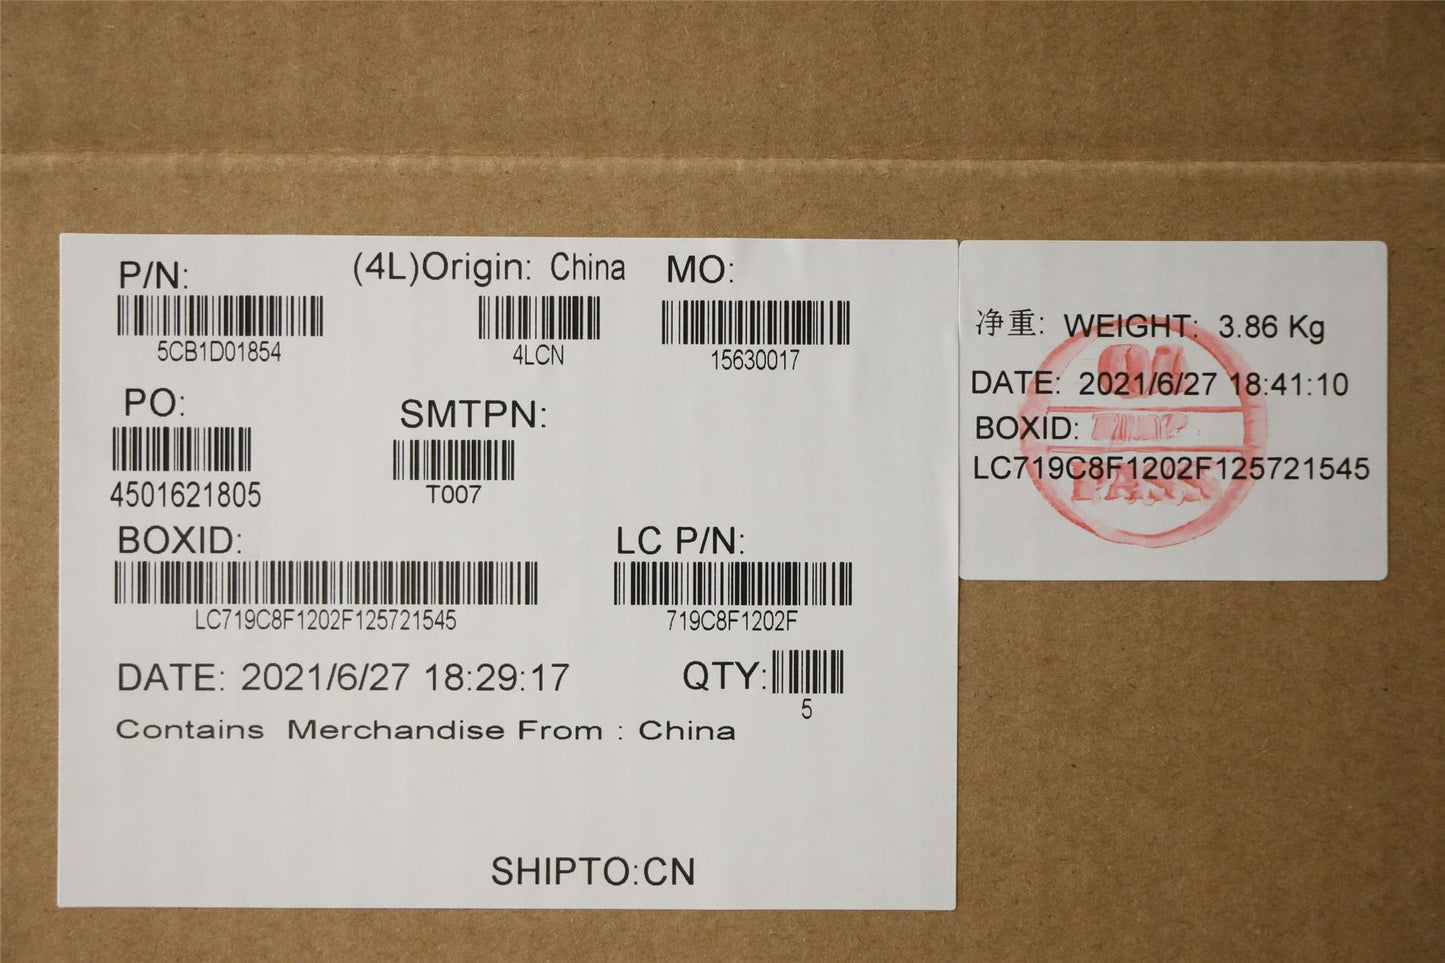 P/N: (4L)Origin: China MO:
5CB1D01854 4LCN 15630017
PO: SMTPN:
4501621805 T007
BOXID: LC P/N:
LC719C8F1202F125721545 719C8F1202F
DATE: 2021/6/27 18:29:17 QTY:
5
Contains Merchandise From : China
SHIPTO:CN
净重: WEIGHT: 3.86 Kg
DATE: 2021/6/27 18:41:10
BOXID:
LC719C8F1202F125721545
PASS